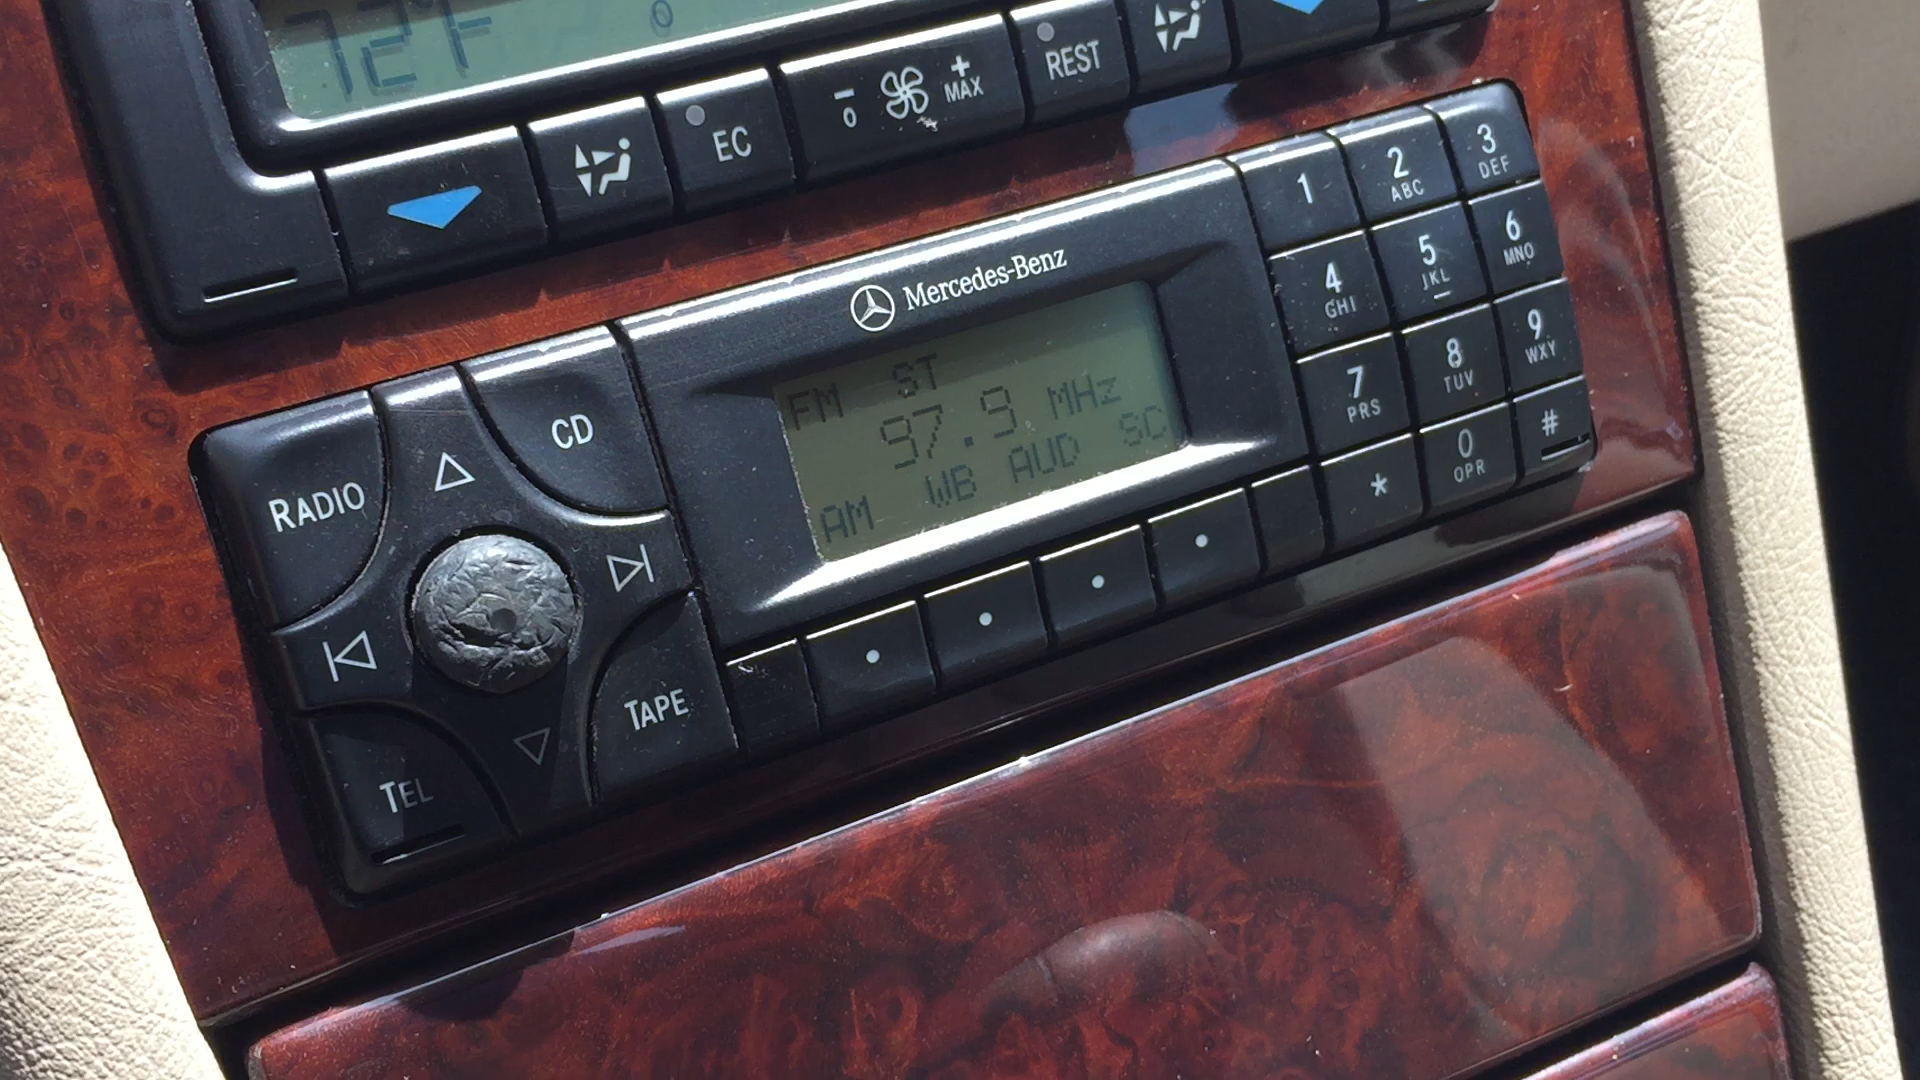 72°F 0
EC
- 0 + MAX
REST
Mercedes-Benz
FM ST
97.9 MHz
AM WB AUD SC
RADIO
CD
TAPE
TEL
1
2 ABC
3 DEF
4 GHI
5 JKL
6 MNO
7 PRS
8 TUV
9 WXY
*
0 OPR
#